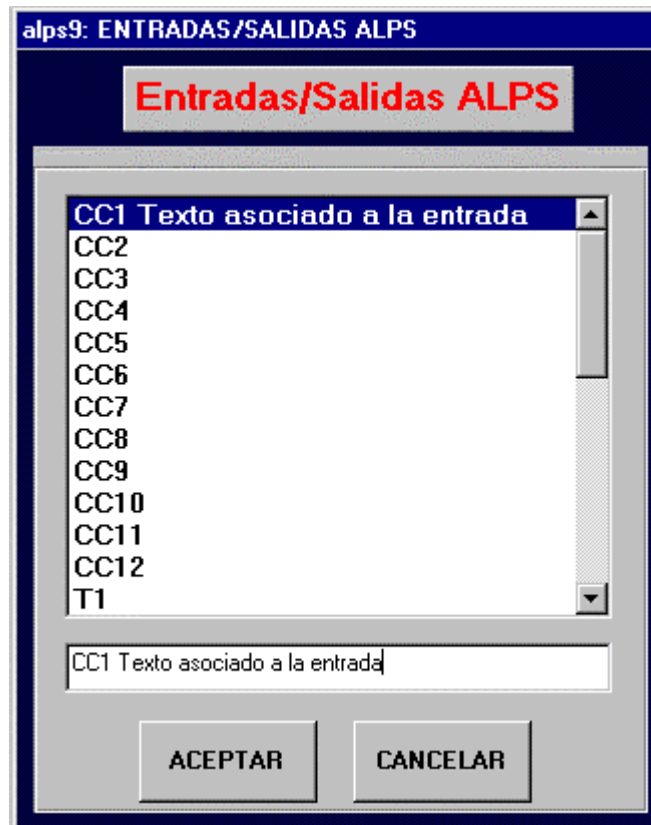 alps9: ENTRADAS/SALIDAS ALPS
Entradas/Salidas ALPS
CC1 Texto asociado a la entrada
CC2
CC3
CC4
CC5
CC6
CC7
CC8
CC9
CC10
CC11
CC12
T1
CC1 Texto asociado a la entrada
ACEPTAR CANCELAR